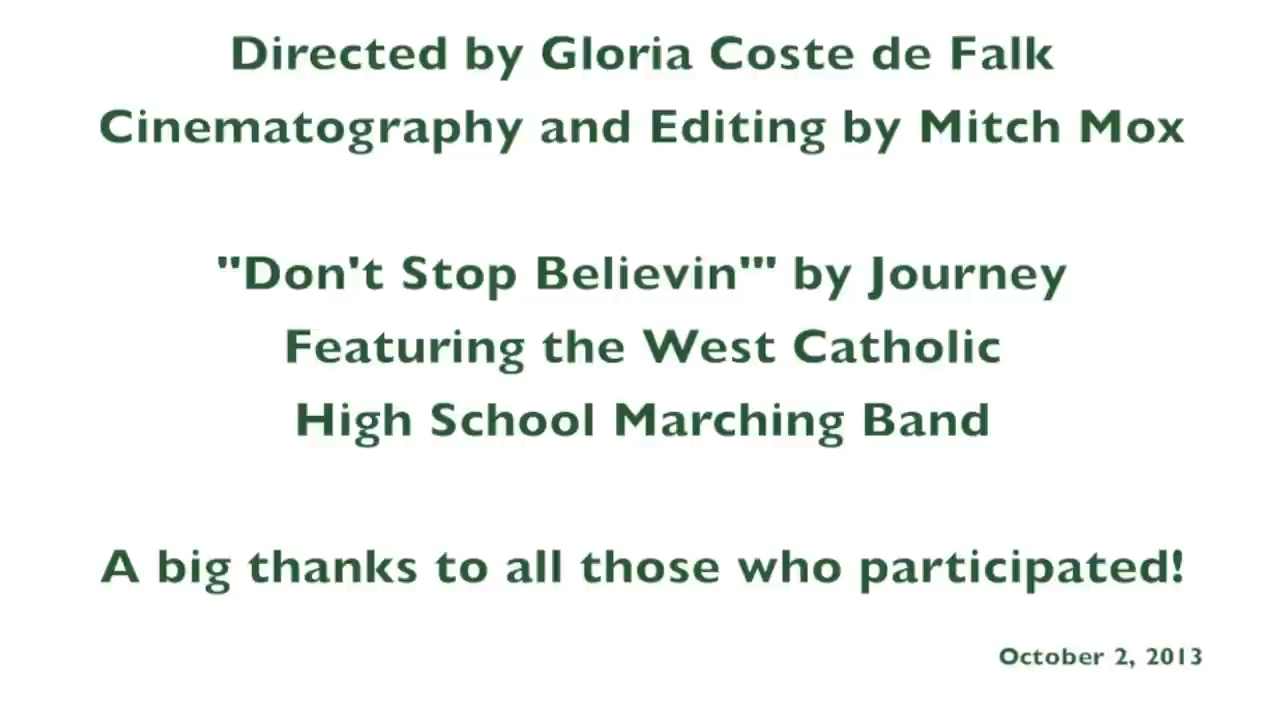 Directed by Gloria Coste de Falk
Cinematography and Editing by Mitch Mox
"Don't Stop Believin'" by Journey
Featuring the West Catholic
High School Marching Band
A big thanks to all those who participated!
October 2, 2013